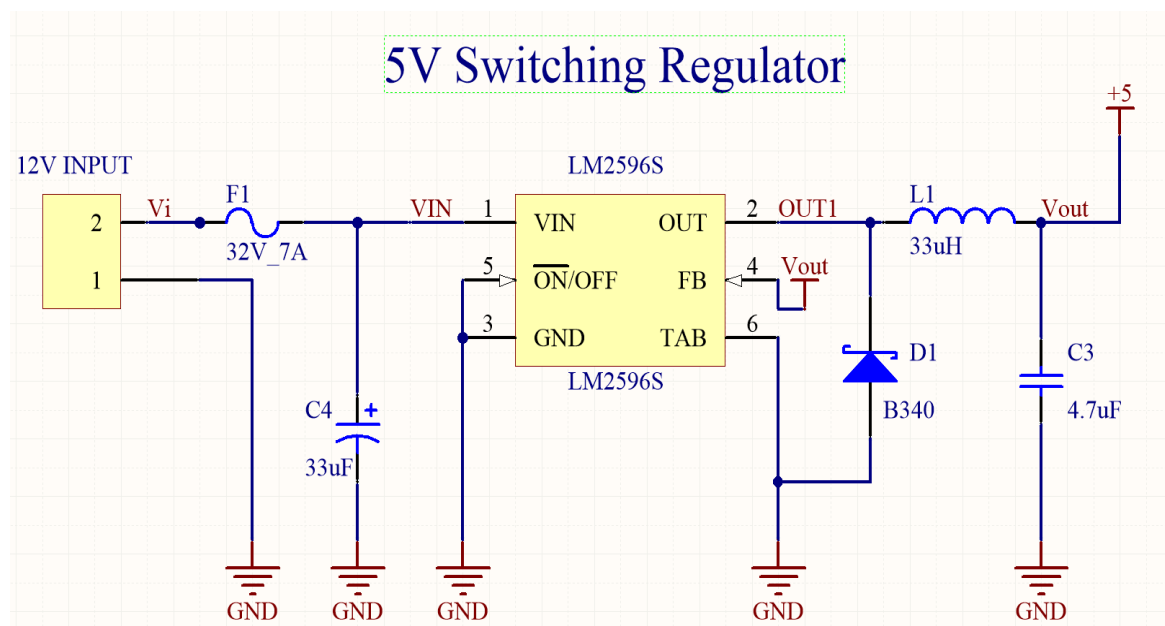 5V Switching Regulator
+5
12V INPUT
LM2596S
2
Vi
F1
32V_7A
VIN
1
VIN
OUT
2
OUT1
L1
33uH
Vout
1
5
ON/OFF
FB
4
Vout
3
GND
TAB
6
LM2596S
D1
B340
C3
4.7uF
C4
+
33uF
GND
GND
GND
GND
GND